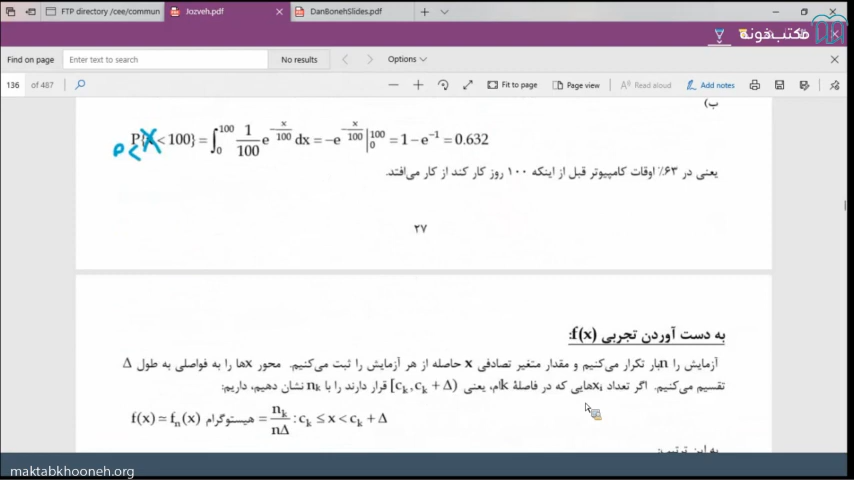 FTP directory /cee/commun
Jozveh.pdf
DanBonehSlides.pdf
مکتب‌خونه
Find on page
Enter text to search
No results
Options
136 of 487
Fit to page
Page view
Read aloud
Add notes
ب)
P{X < 100} = ∫₀¹⁰⁰ 1/100 e^(-x/100) dx = -e^(-x/100) |₀¹⁰⁰ = 1 - e⁻¹ = 0.632
یعنی در ۶۳٪ اوقات کامپیوتر قبل از اینکه ۱۰۰ روز کار کند از کار می‌افتد.
۲۷
به دست آوردن تجربی f(x):
آزمایش را nبار تکرار می‌کنیم و مقدار متغیر تصادفی x حاصله از هر آزمایش را ثبت می‌کنیم. محور xها را به فواصلی به طول Δ
تقسیم می‌کنیم. اگر تعداد xᵢهایی که در فاصلهٔ kام، یعنی [cₖ, cₖ + Δ) قرار دارند را با nₖ نشان دهیم، داریم:
f(x) ≃ fₙ(x) هیستوگرام = nₖ/nΔ : cₖ ≤ x < cₖ + Δ
به این ترتیب:
maktabkhooneh.org